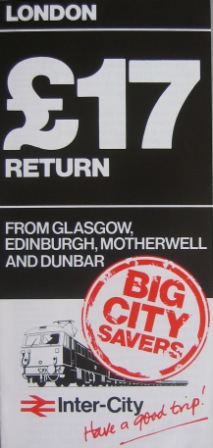 LONDON
£17
RETURN
FROM GLASGOW,
EDINBURGH, MOTHERWELL
AND DUNBAR
BIG
CITY
SAVERS
Inter-City
Have a good trip!